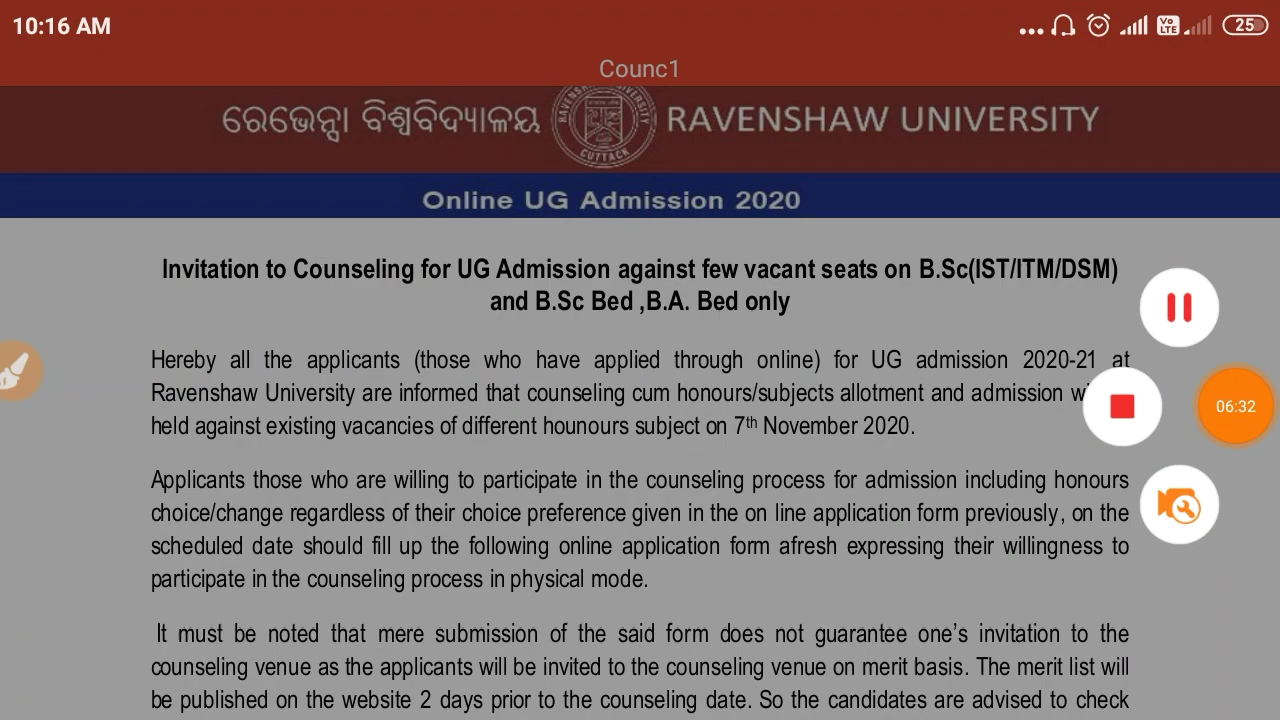 10:16 AM
25
Counc1
ରେଭେନ୍ସା ବିଶ୍ୱବିଦ୍ୟାଳୟ RAVENSHAW UNIVERSITY
CUTTACK
Online UG Admission 2020
Invitation to Counseling for UG Admission against few vacant seats on B.Sc(IST/ITM/DSM)
and B.Sc Bed ,B.A. Bed only
Hereby all the applicants (those who have applied through online) for UG admission 2020-21 at
Ravenshaw University are informed that counseling cum honours/subjects allotment and admission
held against existing vacancies of different hounours subject on 7th November 2020.
06:32
Applicants those who are willing to participate in the counseling process for admission including honours
choice/change regardless of their choice preference given in the on line application form previously, on the
scheduled date should fill up the following online application form afresh expressing their willingness to
participate in the counseling process in physical mode.
It must be noted that mere submission of the said form does not guarantee one's invitation to the
counseling venue as the applicants will be invited to the counseling venue on merit basis. The merit list will
be published on the website 2 days prior to the counseling date. So the candidates are advised to check